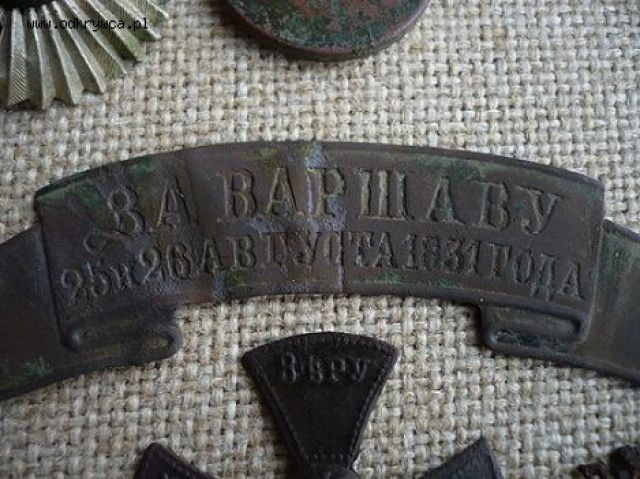 www.odkrywca.pl
ЗА ВАРШАВУ
25 и 26 АВГУСТА 1831 ГОДА
ВѢРУ